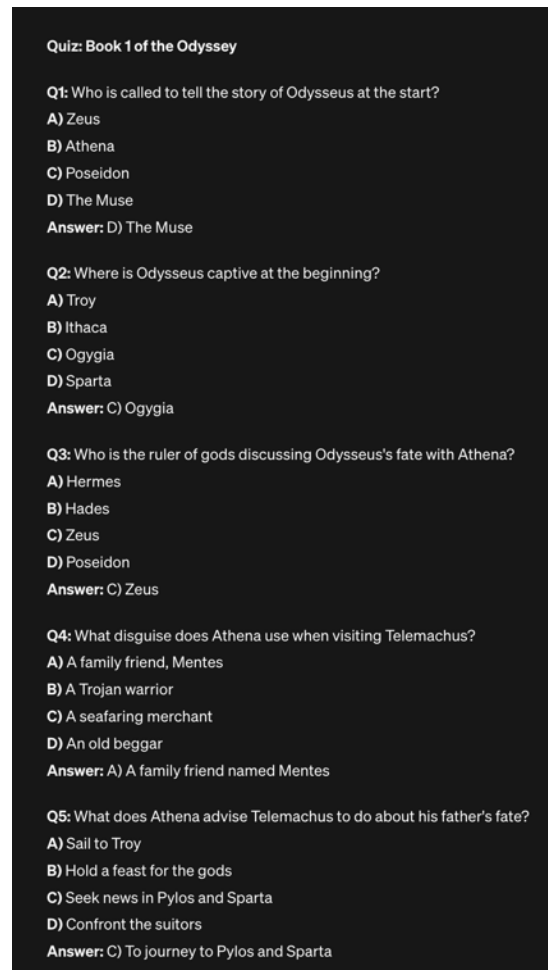 Quiz: Book 1 of the Odyssey
Q1: Who is called to tell the story of Odysseus at the start?
A) Zeus
B) Athena
C) Poseidon
D) The Muse
Answer: D) The Muse
Q2: Where is Odysseus captive at the beginning?
A) Troy
B) Ithaca
C) Ogygia
D) Sparta
Answer: C) Ogygia
Q3: Who is the ruler of gods discussing Odysseus's fate with Athena?
A) Hermes
B) Hades
C) Zeus
D) Poseidon
Answer: C) Zeus
Q4: What disguise does Athena use when visiting Telemachus?
A) A family friend, Mentes
B) A Trojan warrior
C) A seafaring merchant
D) An old beggar
Answer: A) A family friend named Mentes
Q5: What does Athena advise Telemachus to do about his father's fate?
A) Sail to Troy
B) Hold a feast for the gods
C) Seek news in Pylos and Sparta
D) Confront the suitors
Answer: C) To journey to Pylos and Sparta